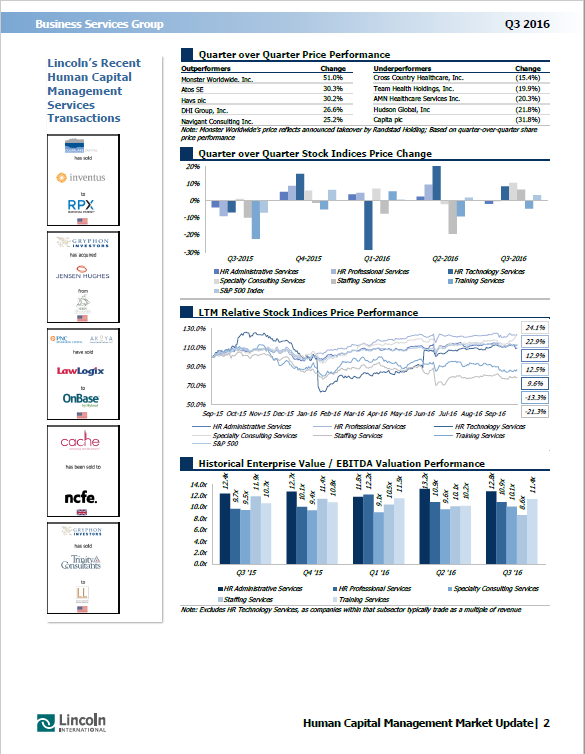 Business Services Group
Q3 2016
Lincoln's Recent
Human Capital
Management
Services
Transactions
has sold
inventus
to
RPX
GRYPHON
INVESTORS
has acquired
JENSEN HUGHES
from
PNC
have sold
LawLogix
to
OnBase
cache
has been sold to
ncfe.
GRYPHON
INVESTORS
has sold
Trinity
Consultants
to
LL
Quarter over Quarter Price Performance
Outperformers Change Underperformers Change
Monster Worldwide. Inc. 51.0% Cross Country Healthcare, Inc. (15.4%)
Atos SE 30.3% Team Health Holdings, Inc. (19.9%)
Havs plc 30.2% AMN Healthcare Services Inc. (20.3%)
DHI Group, Inc. 26.6% Hudson Global, Inc (21.8%)
Navigant Consulting Inc. 25.2% Capita plc (31.8%)
Note: Monster Worldwide's price reflects announced takeover by Randstad Holding; Based on quarter-over-quarter share
price performance
Quarter over Quarter Stock Indices Price Change
20%
10%
0%
-10%
-20%
-30%
Q3-2015 Q4-2015 Q1-2016 Q2-2016 Q3-2016
HR Administrative Services HR Professional Services HR Technology Services
Specialty Consulting Services Staffing Services Training Services
S&P 500 Index
LTM Relative Stock Indices Price Performance
130.0%
110.0%
90.0%
70.0%
50.0%
24.1%
22.9%
12.9%
12.5%
9.6%
-13.3%
-21.3%
Sep-15 Oct-15 Nov-15 Dec-15 Jan-16 Feb-16 Mar-16 Apr-16 May-16 Jun-16 Jul-16 Aug-16 Sep-16
HR Administrative Services HR Professional Services HR Technology Services
Specialty Consulting Services Staffing Services Training Services
S&P 500
Historical Enterprise Value / EBITDA Valuation Performance
14.0x
12.0x
10.0x
8.0x
6.0x
4.0x
2.0x
0.0x
12.4x 9.7x 9.5x 11.9x 10.7x
12.7x 10.1x 9.4x 11.4x 10.8x
11.8x 12.2x 9.1x 10.5x 11.5x
13.2x 10.9x 9.6x 10.1x 10.2x
12.8x 10.9x 10.1x 8.6x 11.4x
Q3 '15 Q4 '15 Q1 '16 Q2 '16 Q3 '16
HR Administrative Services HR Professional Services Specialty Consulting Services
Staffing Services Training Services
Note: Excludes HR Technology Services, as companies within that subsector typically trade as a multiple of revenue
Lincoln
INTERNATIONAL
Human Capital Management Market Update| 2